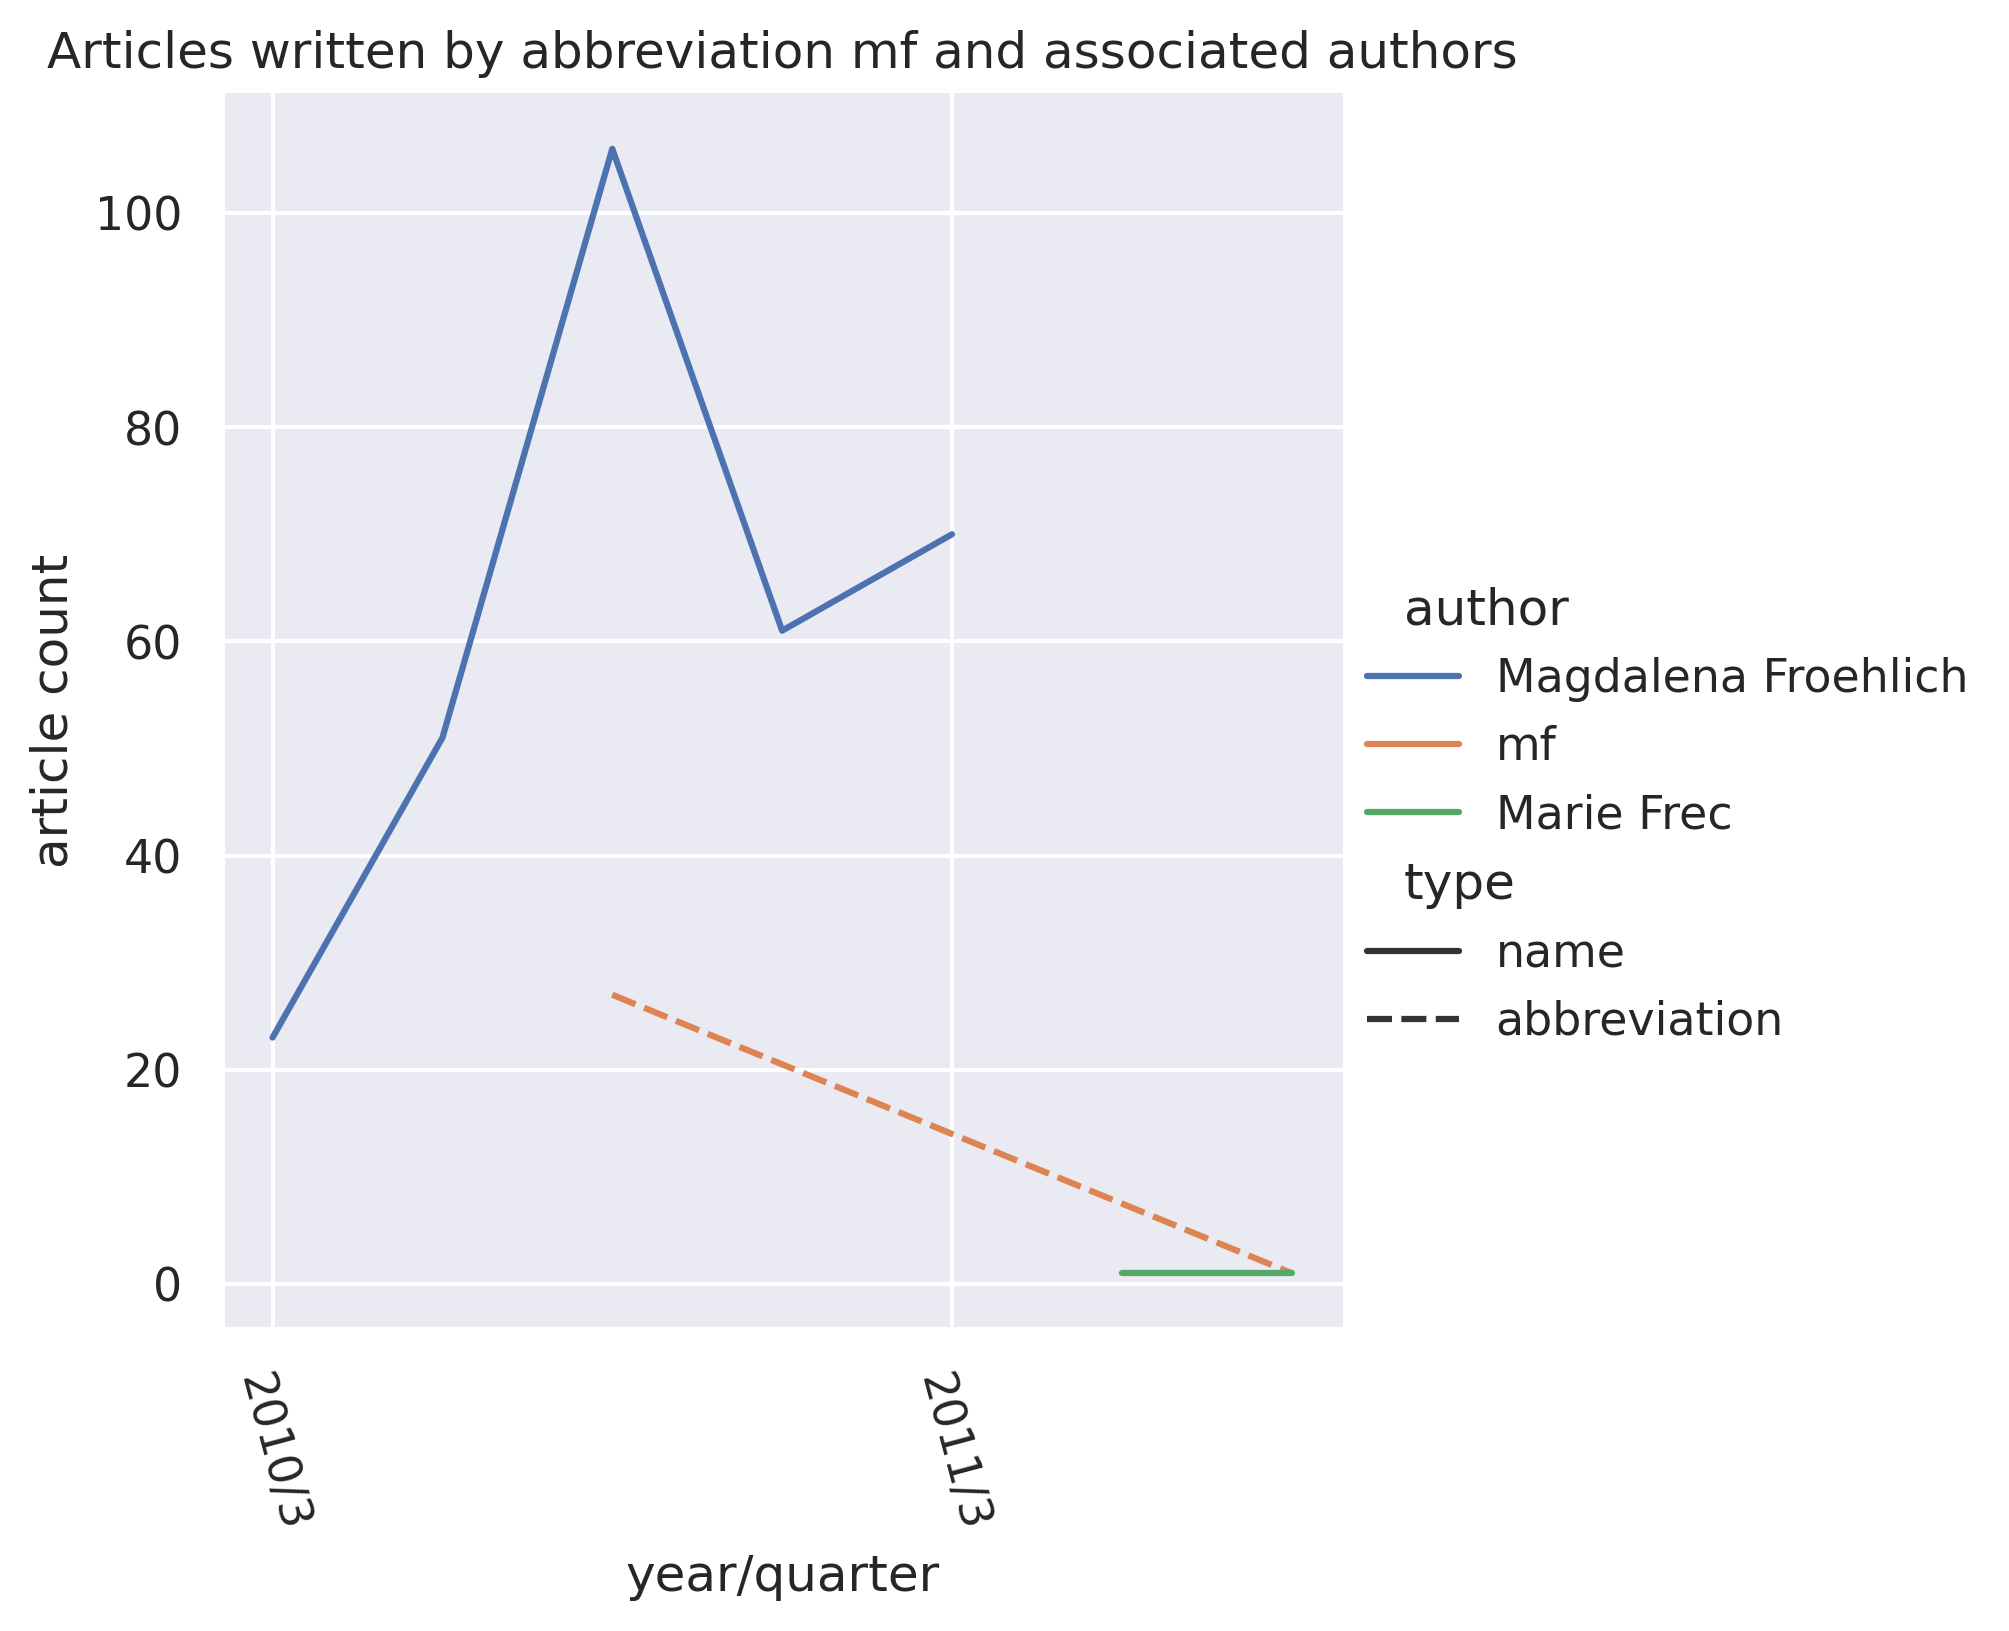 Articles written by abbreviation mf and associated authors
100
80
60
40
20
0
article count
2010/3
2011/3
year/quarter
author
Magdalena Froehlich
mf
Marie Frec
type
name
abbreviation